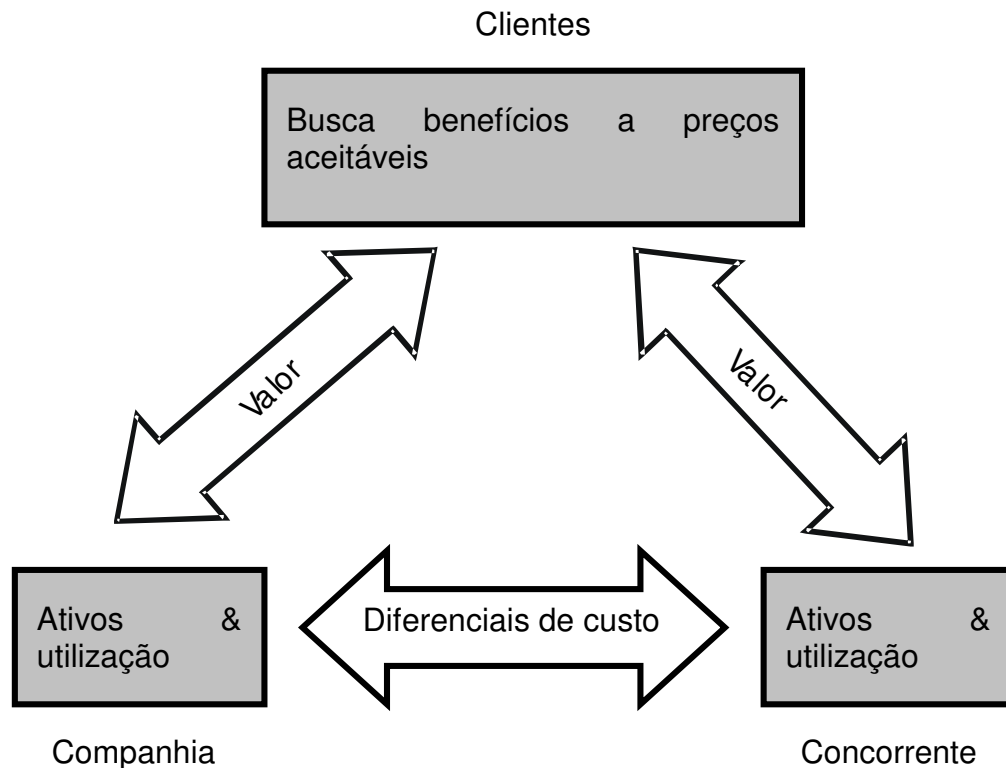 Clientes
Busca benefícios a preços
aceitáveis
Valor
Valor
Diferenciais de custo
Ativos &
utilização
Ativos &
utilização
Companhia
Concorrente